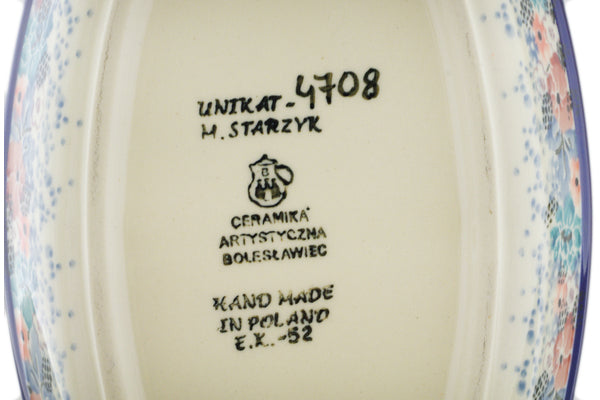 UNIKAT-4708
M. STARZYK
CERAMIKA
ARTYSTYCZNA
BOLESŁAWIEC
HAND MADE
IN POLAND
E.K.-52